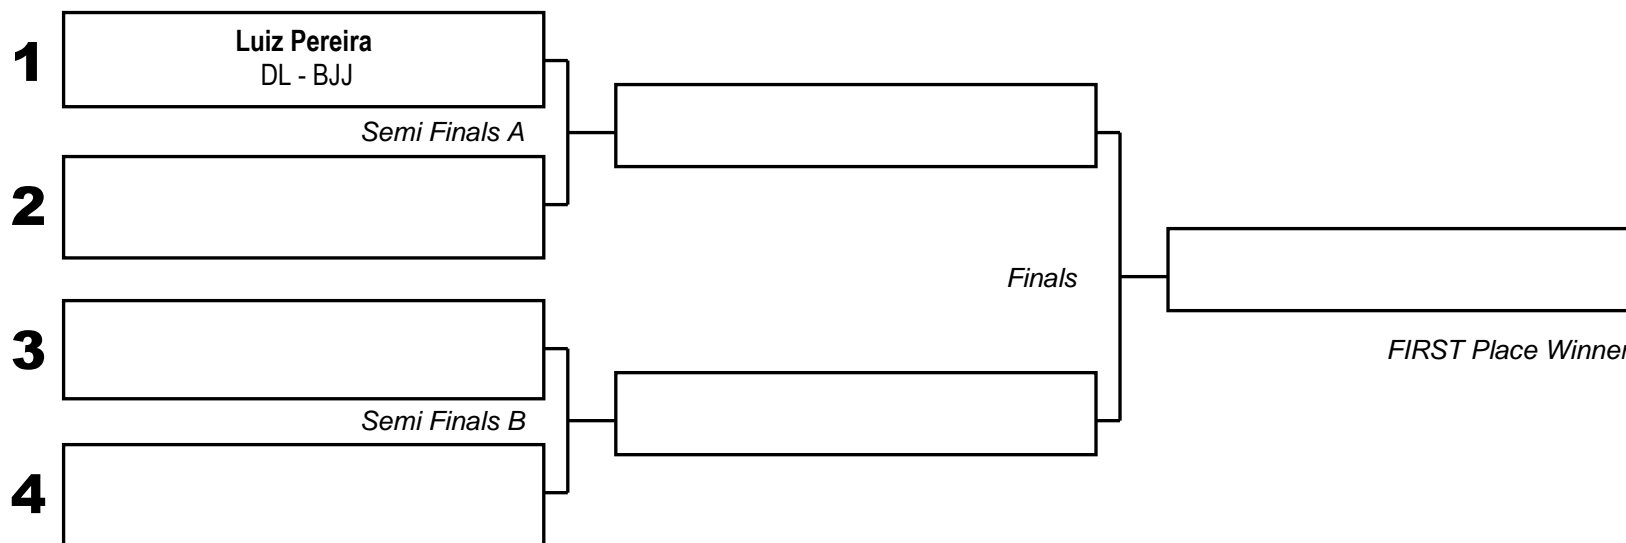 1
Luiz Pereira
DL - BJJ
Semi Finals A
2
Finals
3
FIRST Place Winner
Semi Finals B
4